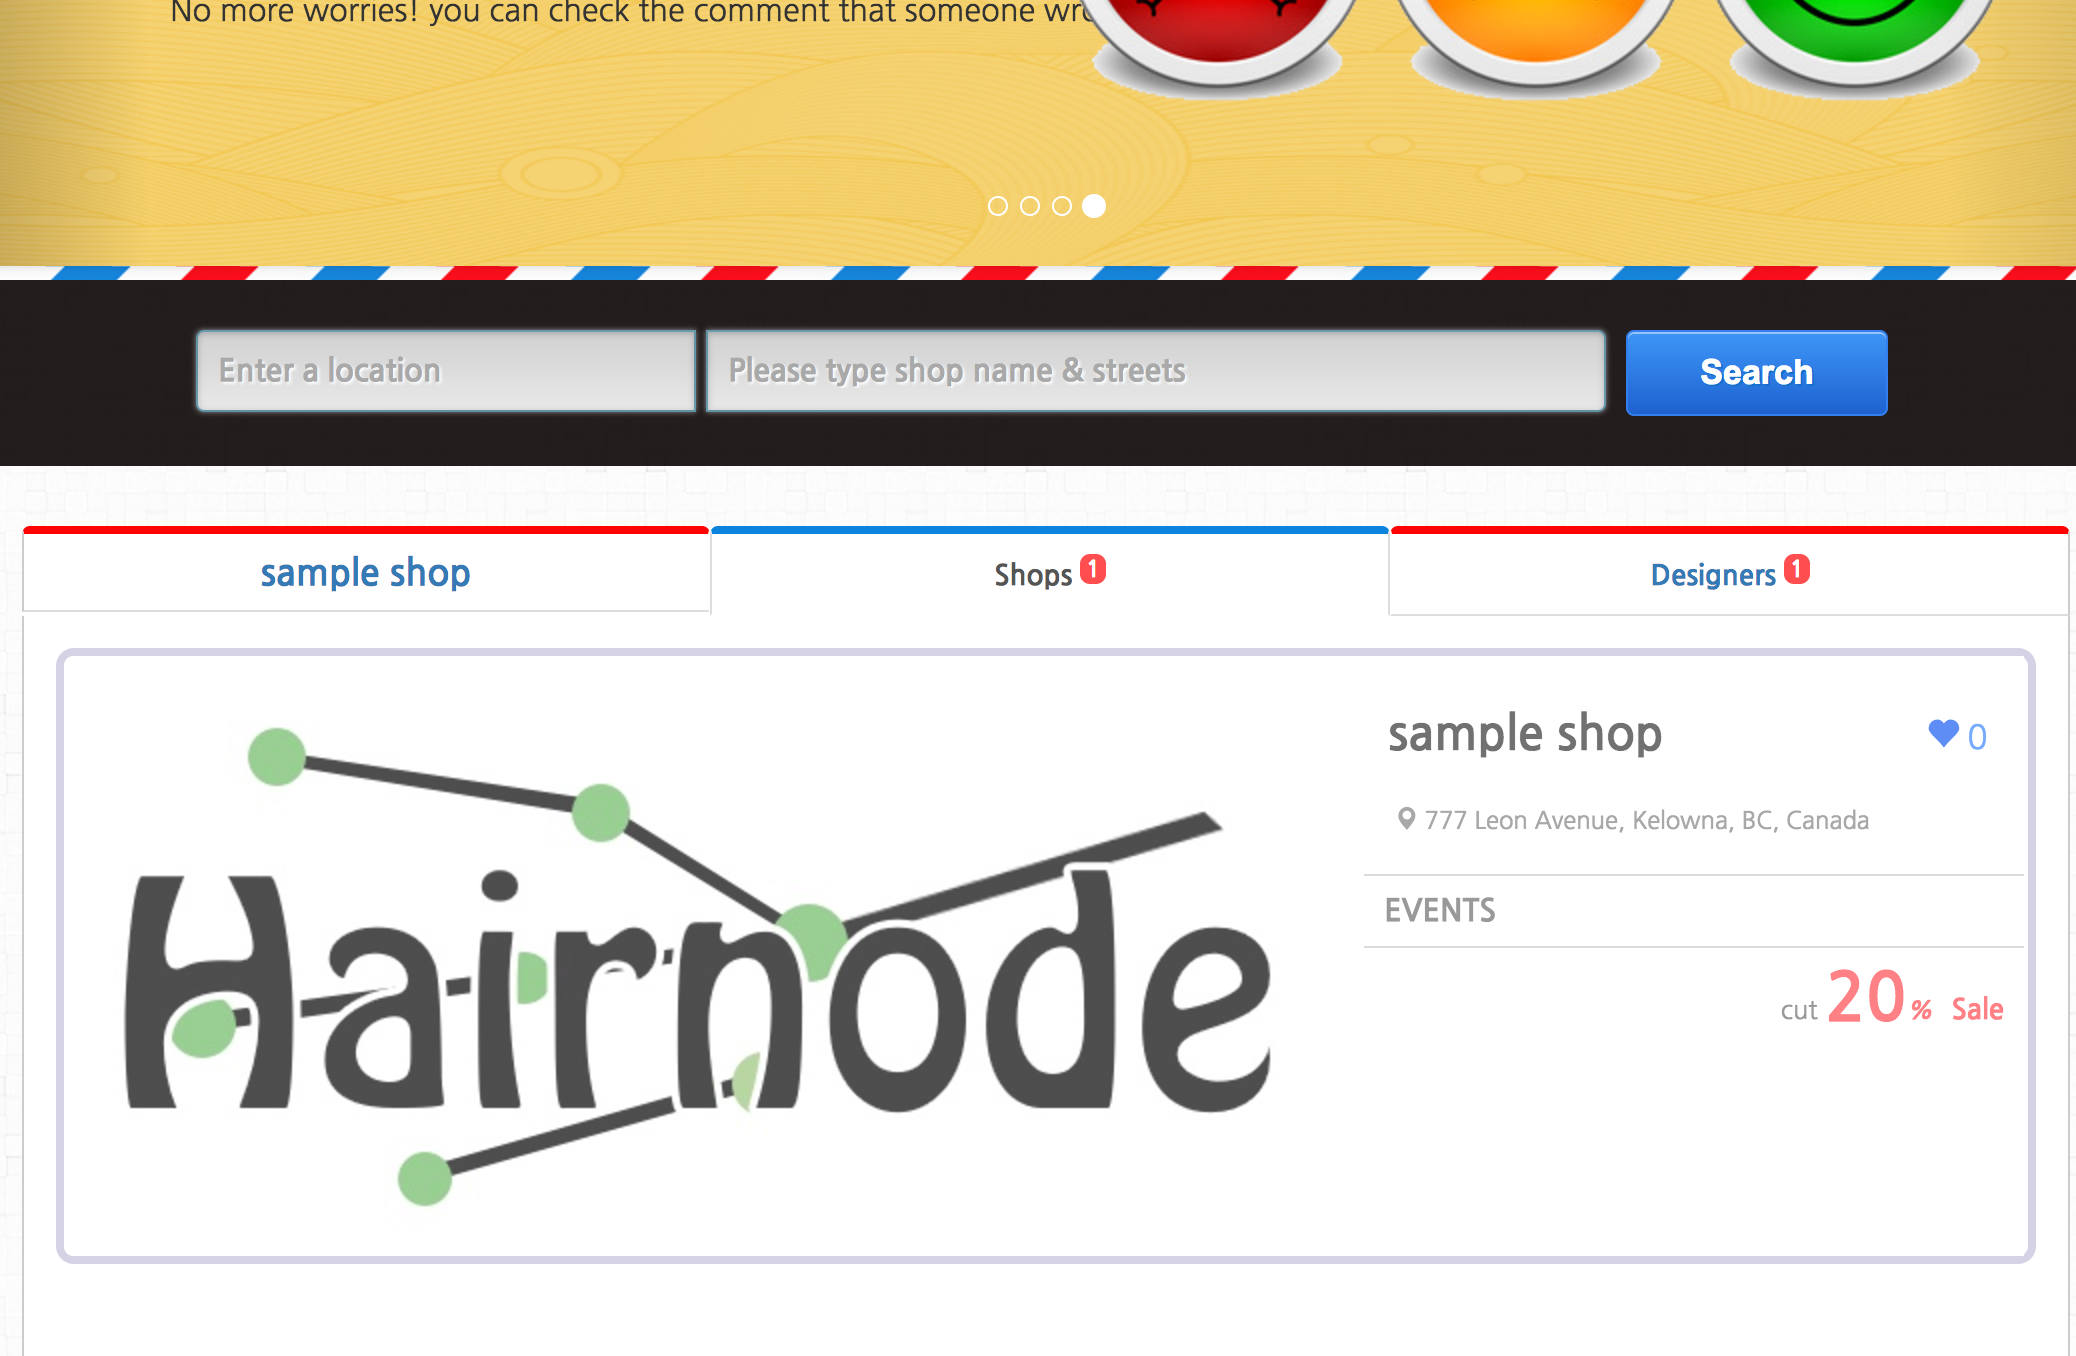 No more worries! you can check the comment that someone
Enter a location
Please type shop name & streets
Search
sample shop
Shops 1
Designers 1
Hairnode
sample shop
0
777 Leon Avenue, Kelowna, BC, Canada
EVENTS
cut 20% Sale